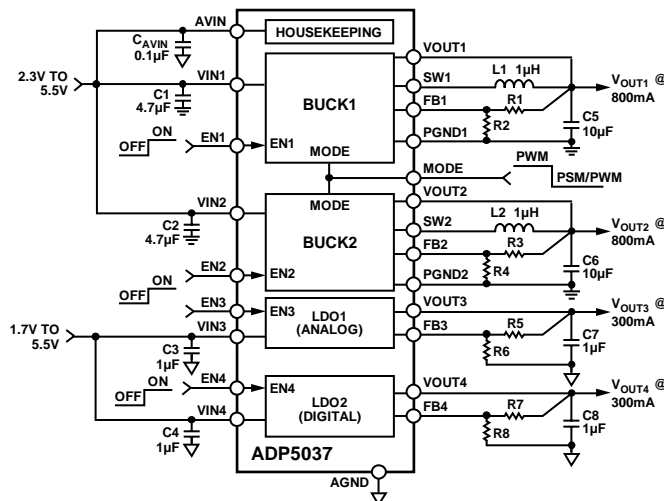 AVIN
HOUSEKEEPING
CAVIN
0.1µF
VOUT1
L1 1µH
2.3V TO
5.5V
VIN1
SW1
VOUT1 @
800mA
C1
4.7µF
BUCK1
FB1
R1
R2
C5
10µF
ON
OFF
EN1
EN1
PGND1
MODE
MODE
PWM
PSM/PWM
VIN2
MODE
VOUT2
L2 1µH
C2
4.7µF
BUCK2
SW2
VOUT2 @
800mA
FB2
R3
R4
C6
10µF
ON
OFF
EN2
EN2
PGND2
EN3
EN3
LDO1
(ANALOG)
VOUT3
VOUT3 @
300mA
1.7V TO
5.5V
VIN3
FB3
R5
R6
C7
1µF
C3
1µF
ON
OFF
EN4
EN4
LDO2
(DIGITAL)
VOUT4
VOUT4 @
300mA
VIN4
FB4
R7
R8
C8
1µF
C4
1µF
ADP5037
AGND